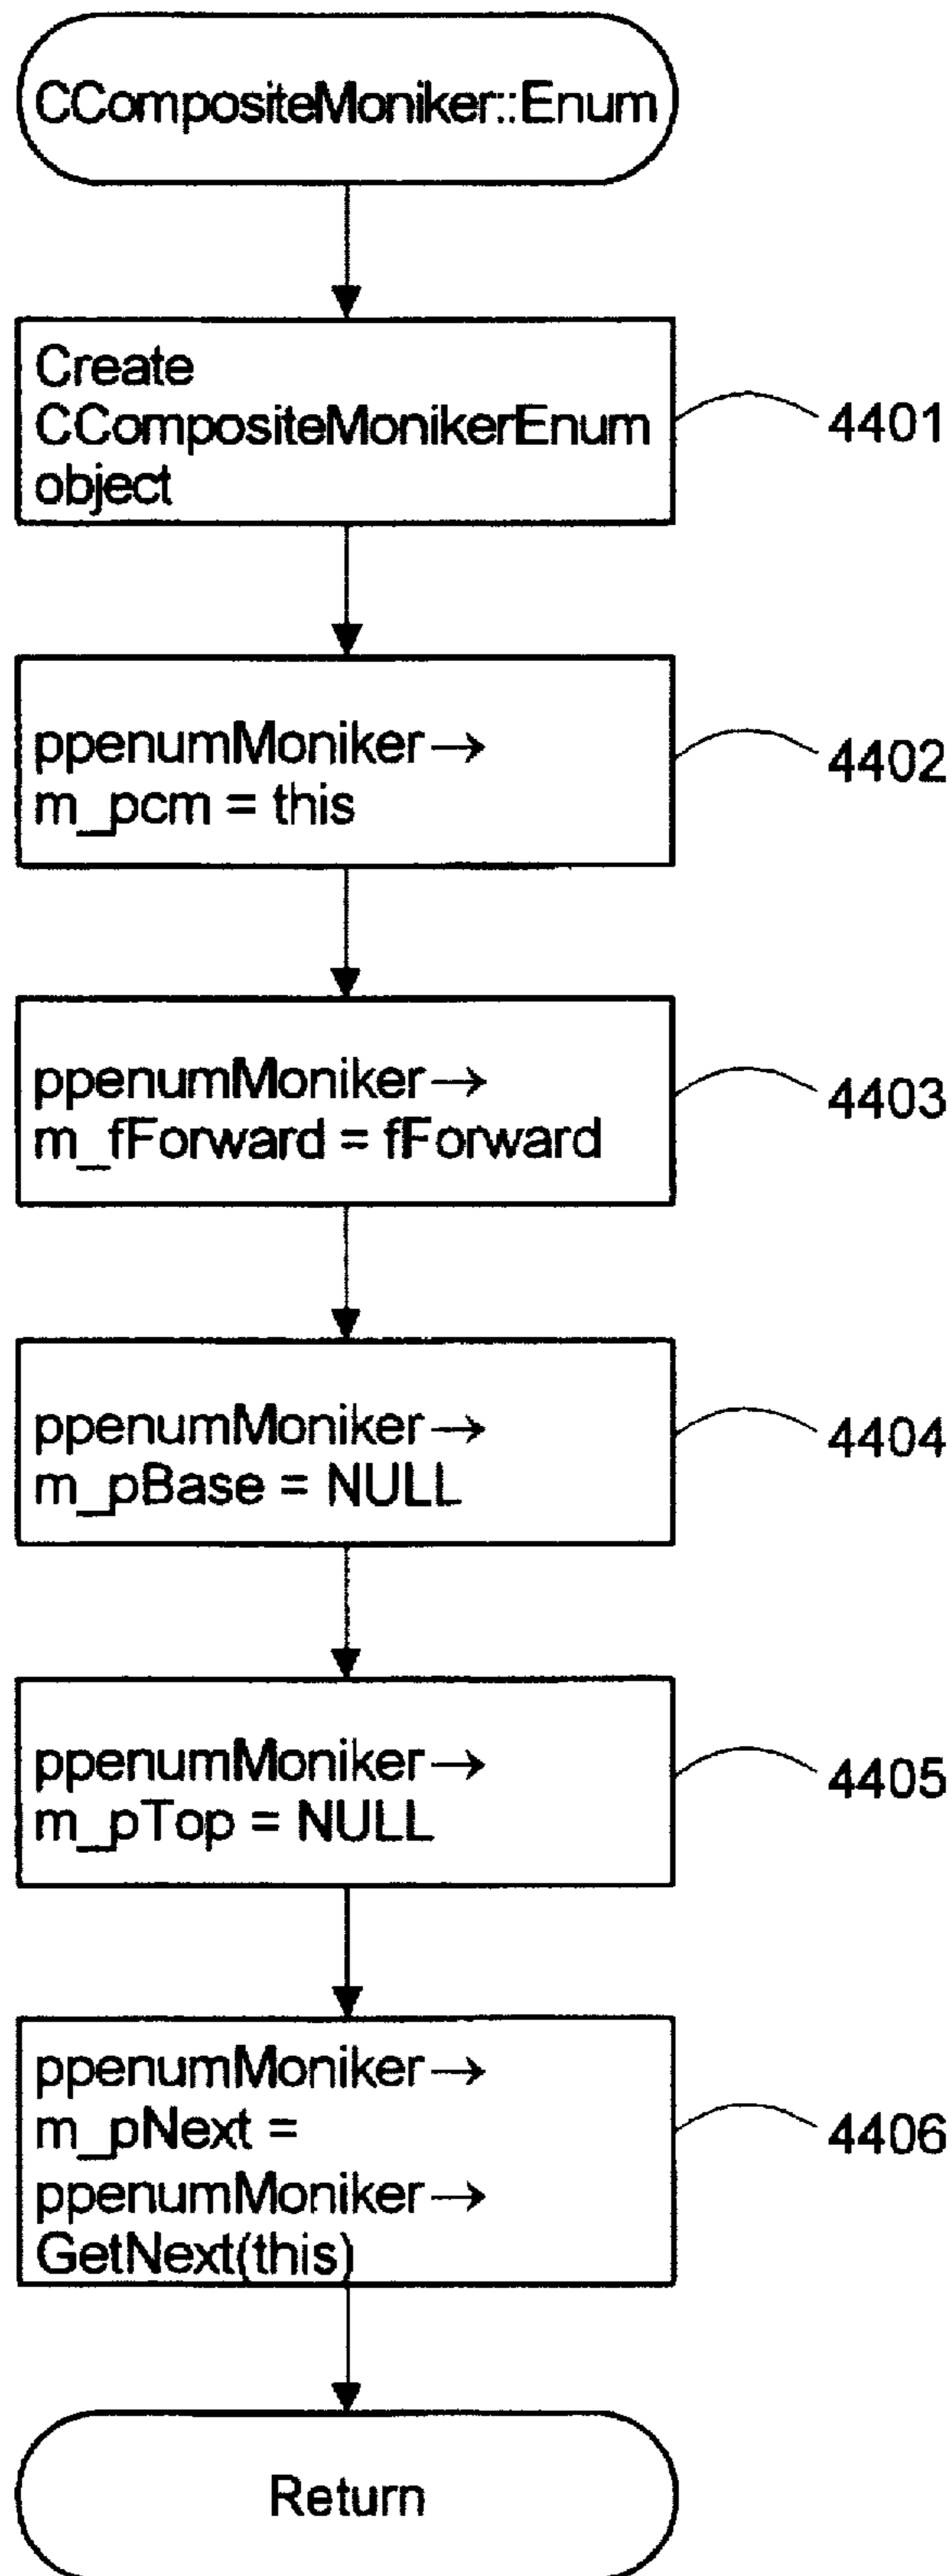 CCompositeMoniker::Enum
Create
CCompositeMonikerEnum
object
4401
ppenumMoniker→
m_pcm = this
4402
ppenumMoniker→
m_fForward = fForward
4403
ppenumMoniker→
m_pBase = NULL
4404
ppenumMoniker→
m_pTop = NULL
4405
ppenumMoniker→
m_pNext =
ppenumMoniker→
GetNext(this)
4406
Return